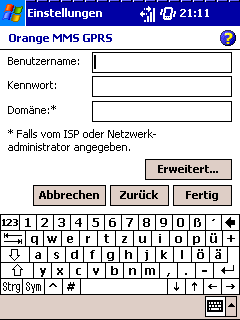 Einstellungen 21:11
Orange MMS GPRS ?
Benutzername:
Kennwort:
Domäne:*
* Falls vom ISP oder Netzwerk-
administrator angegeben.
Erweitert...
Abbrechen Zurück Fertig
123 1 2 3 4 5 6 7 8 9 0 ß ´
q w e r t z u i o p ü +
a s d f g h j k l ö ä
y x c v b n m , . -
Strg Sym ^ #